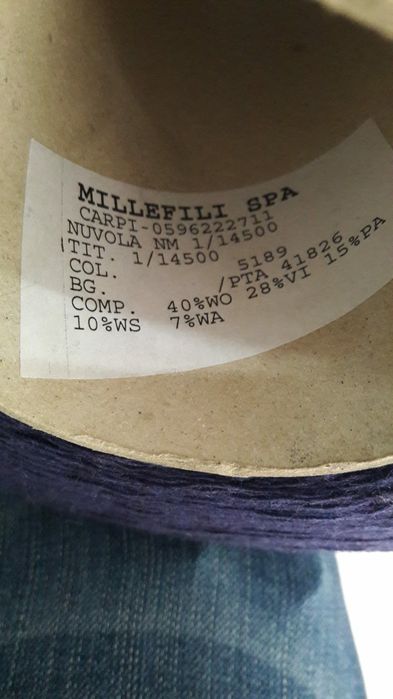 MILLEFILI SPA
CARPI-0596222711
NUVOLA NM 1/14500
TIT. 1/14500
COL. 5189
BG. /PTA 41826
COMP. 40%WO 28%VI 15%PA
10%WS 7%WA